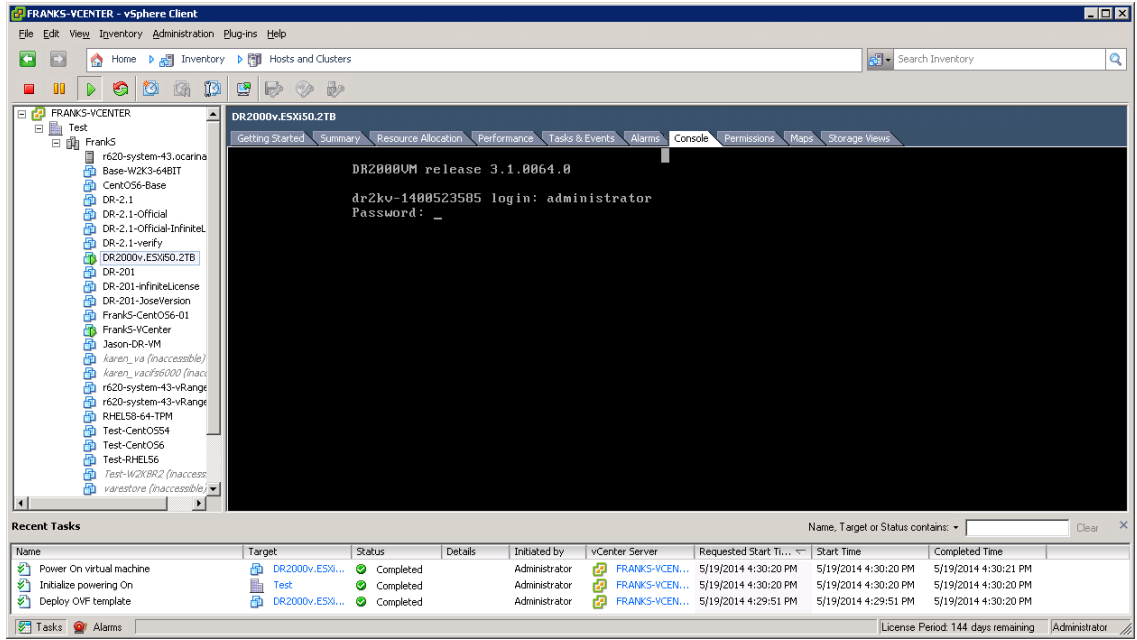 FRANKS-VCENTER - vSphere Client
File Edit View Inventory Administration Plug-ins Help
Home Inventory Hosts and Clusters Search Inventory
FRANKS-VCENTER
Test
FrankS
r620-system-43.ocarina
Base-W2K3-64BIT
CentOS6-Base
DR-2.1
DR-2.1-Official
DR-2.1-Official-InfiniteL
DR-2.1-verify
DR2000v.ESXi50.2TB
DR-201
DR-201-infiniteLicense
DR-201-JoseVersion
FrankS-CentOS6-01
FrankS-VCenter
Jason-DR-VM
karen_va (inaccessible)
karen_vacifs6000 (inacc
r620-system-43-vRange
r620-system-43-vRange
RHEL58-64-TPM
Test-CentOS54
Test-CentOS6
Test-RHEL56
Test-W2K8R2 (inaccess
varestore (inaccessible)
DR2000v.ESXi50.2TB
Getting Started Summary Resource Allocation Performance Tasks & Events Alarms Console Permissions Maps Storage Views
DR2000VM release 3.1.0064.0
dr2kv-1400523585 login: administrator
Password: _
Recent Tasks Name, Target or Status contains: Clear
Name Target Status Details Initiated by vCenter Server Requested Start Ti... Start Time Completed Time
Power On virtual machine DR2000v.ESXi... Completed Administrator FRANKS-VCEN... 5/19/2014 4:30:20 PM 5/19/2014 4:30:20 PM 5/19/2014 4:30:21 PM
Initialize powering On Test Completed Administrator FRANKS-VCEN... 5/19/2014 4:30:20 PM 5/19/2014 4:30:20 PM 5/19/2014 4:30:20 PM
Deploy OVF template DR2000v.ESXi... Completed Administrator FRANKS-VCEN... 5/19/2014 4:29:51 PM 5/19/2014 4:29:51 PM 5/19/2014 4:30:20 PM
Tasks Alarms License Period: 144 days remaining Administrator